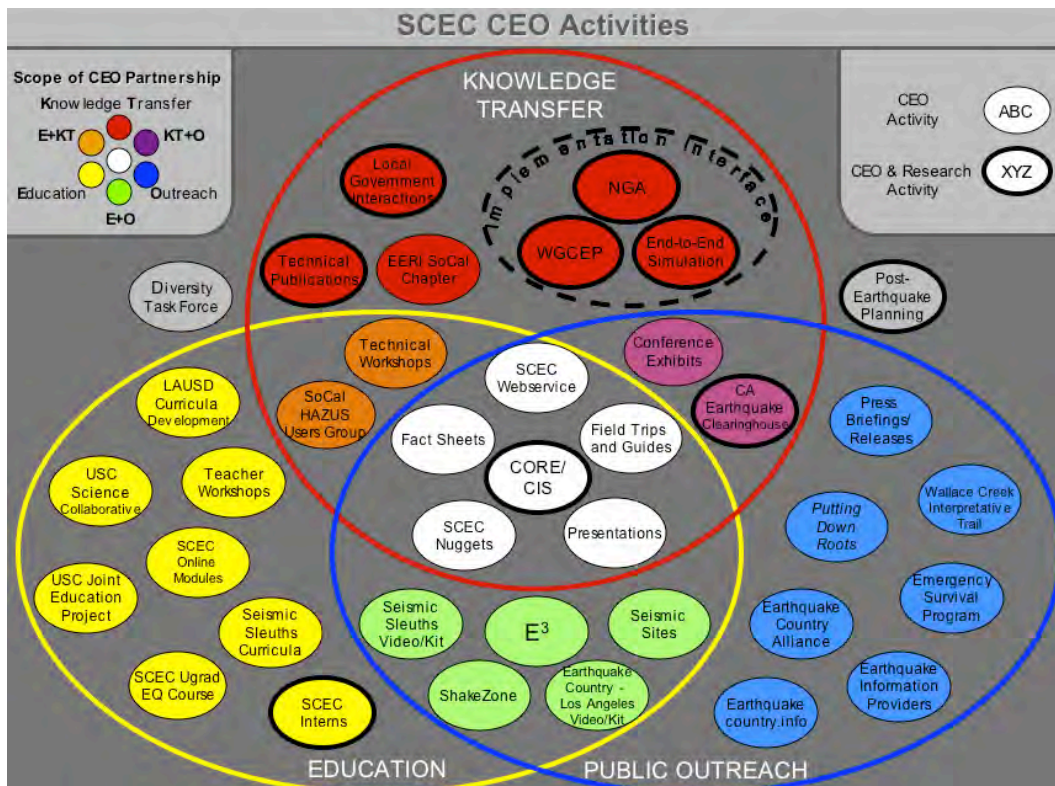 SCEC CEO Activities
Scope of CEO Partnership
Knowledge Transfer
E+KT
KT+O
Education
Outreach
E+O
CEO
Activity
ABC
CEO & Research
Activity
XYZ
KNOWLEDGE
TRANSFER
Implementation Interface
Local
Government
Interactions
NGA
WGCEP
End-to-End
Simulation
Technical
Publications
EERI SoCal
Chapter
Diversity
Task Force
Post-
Earthquake
Planning
Technical
Workshops
SoCal
HAZUS
Users Group
SCEC
Webservice
Conference
Exhibits
CA
Earthquake
Clearinghouse
Fact Sheets
Field Trips
and Guides
CORE/
CIS
SCEC
Nuggets
Presentations
LAUSD
Curricula
Development
USC
Science
Collaborative
Teacher
Workshops
SCEC
Online
Modules
USC Joint
Education
Project
Seismic
Sleuths
Curricula
SCEC Ugrad
EQ Course
SCEC
Interns
Seismic
Sleuths
Video/Kit
E³
Seismic
Sites
ShakeZone
Earthquake
Country -
Los Angeles
Video/Kit
Press
Briefings/
Releases
Wallace Creek
Interpretative
Trail
Putting
Down
Roots
Emergency
Survival
Program
Earthquake
Country
Alliance
Earthquake
Information
Providers
Earthquake
country.info
EDUCATION
PUBLIC OUTREACH